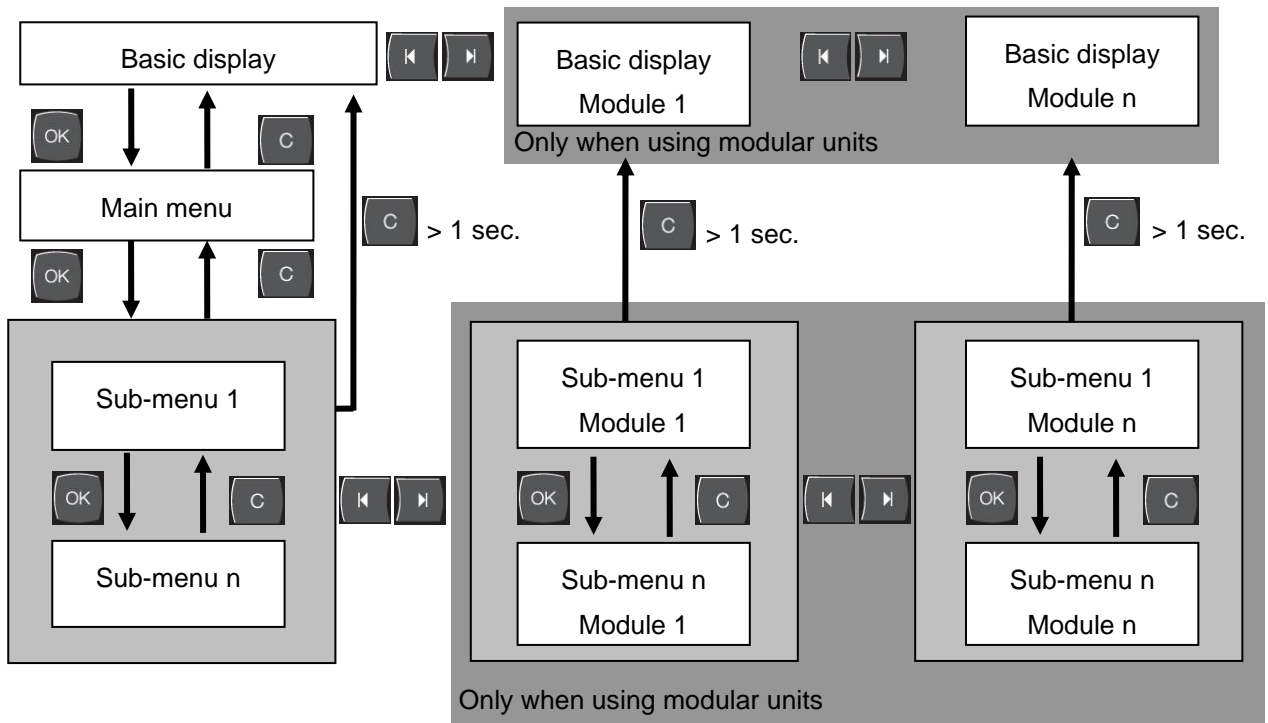 Basic display
Basic display
Module 1
Basic display
Module n
Only when using modular units
OK
C
Main menu
C
> 1 sec.
C
> 1 sec.
C
> 1 sec.
OK
C
Sub-menu 1
Sub-menu 1
Module 1
Sub-menu 1
Module n
OK
C
OK
C
OK
C
Sub-menu n
Sub-menu n
Module 1
Sub-menu n
Module n
Only when using modular units